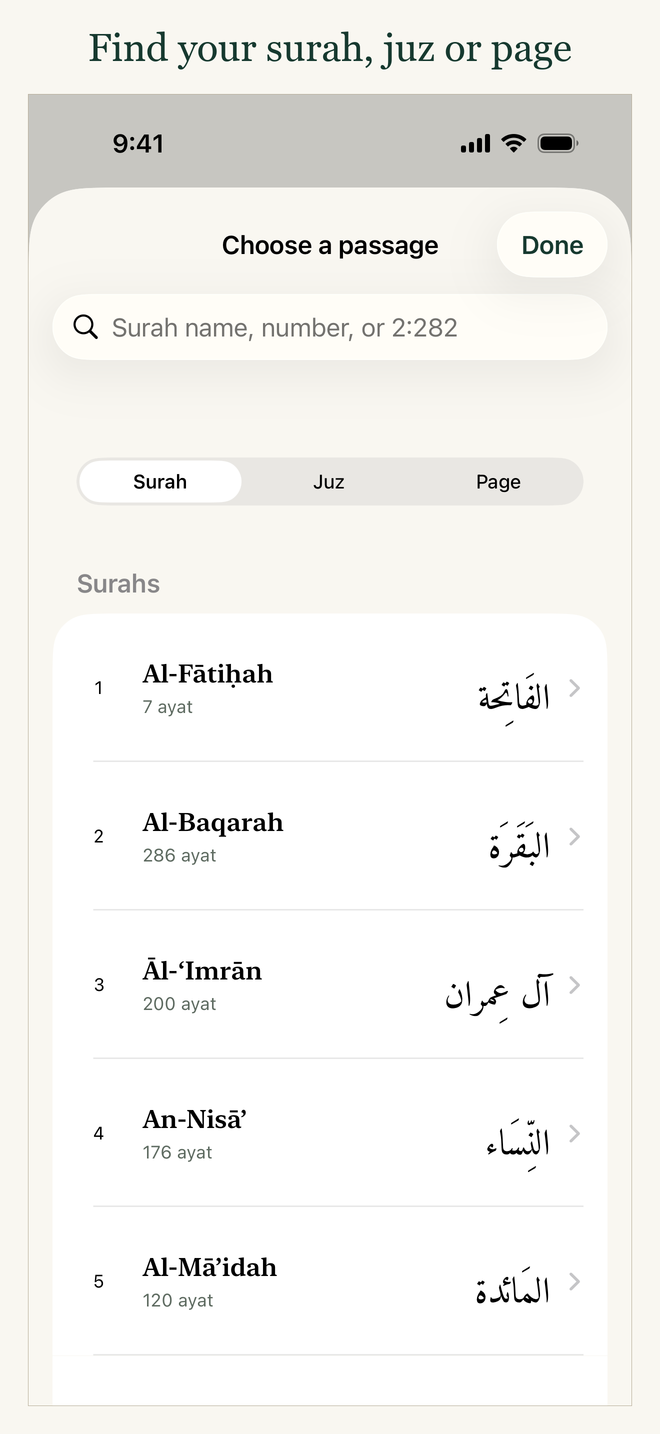 Find your surah, juz or page
9:41
Choose a passage
Done
Surah name, number, or 2:282
Surah
Juz
Page
Surahs
1
Al-Fātiḥah
7 ayat
الفَاتِحة
2
Al-Baqarah
286 ayat
البَقَرَة
3
Āl-‘Imrān
200 ayat
آل عِمران
4
An-Nisā’
176 ayat
النِّسَاء
5
Al-Mā’idah
120 ayat
المَائدة